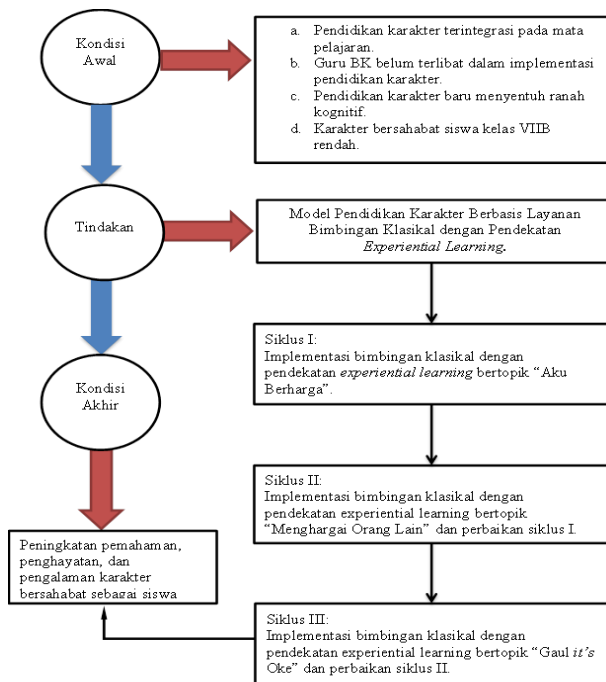 Kondisi
Awal
a. Pendidikan karakter terintegrasi pada mata
pelajaran.
b. Guru BK belum terlibat dalam implementasi
pendidikan karakter.
c. Pendidikan karakter baru menyentuh ranah
kognitif.
d. Karakter bersahabat siswa kelas VIIB
rendah.
Tindakan
Model Pendidikan Karakter Berbasis Layanan
Bimbingan Klasikal dengan Pendekatan
Experiential Learning.
Siklus I:
Implementasi bimbingan klasikal dengan
pendekatan experiential learning bertopik “Aku
Berharga”.
Kondisi
Akhir
Siklus II:
Implementasi bimbingan klasikal dengan
pendekatan experiential learning bertopik
“Menghargai Orang Lain” dan perbaikan siklus I.
Peningkatan pemahaman,
penghayatan, dan
pengalaman karakter
bersahabat sebagai siswa
Siklus III:
Implementasi bimbingan klasikal dengan
pendekatan experiential learning bertopik “Gaul it’s
Oke” dan perbaikan siklus II.